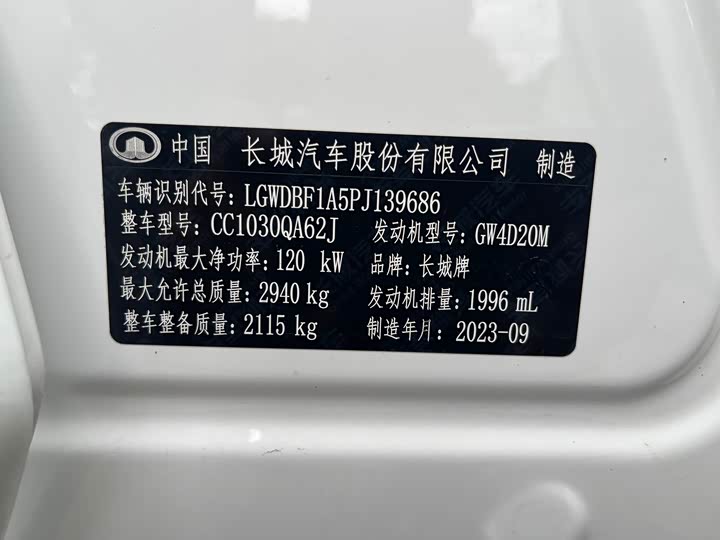 中国 长城汽车股份有限公司 制造
车辆识别代号: LGWDBF1A5PJ139686
整车型号: CC1030QA62J 发动机型号: GW4D20M
发动机最大净功率: 120 kW 品牌: 长城牌
最大允许总质量: 2940 kg 发动机排量: 1996 mL
整车整备质量: 2115 kg 制造年月: 2023-09